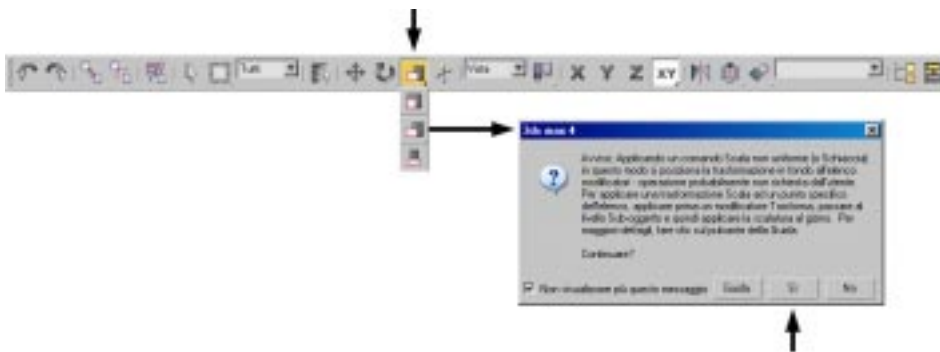 Tutti
Vista
X Y Z XY
3ds max 4
Avviso: Applicando un comando Scala non uniforme (o Schiaccia)
in questo modo si posiziona la trasformazione in fondo all'elenco
modificatori - operazione probabilmente non richiesta dall'utente.
Per applicare una trasformazione Scala ad un punto specifico
dell'elenco, applicare prima un modificatore Trasforma, passare al
livello Sub-oggetto e quindi applicare la scalatura al gizmo. Per
maggiori dettagli, fare clic sul pulsante della Guida.
Continuare?
Non visualizzare più questo messaggio Guida Sì No